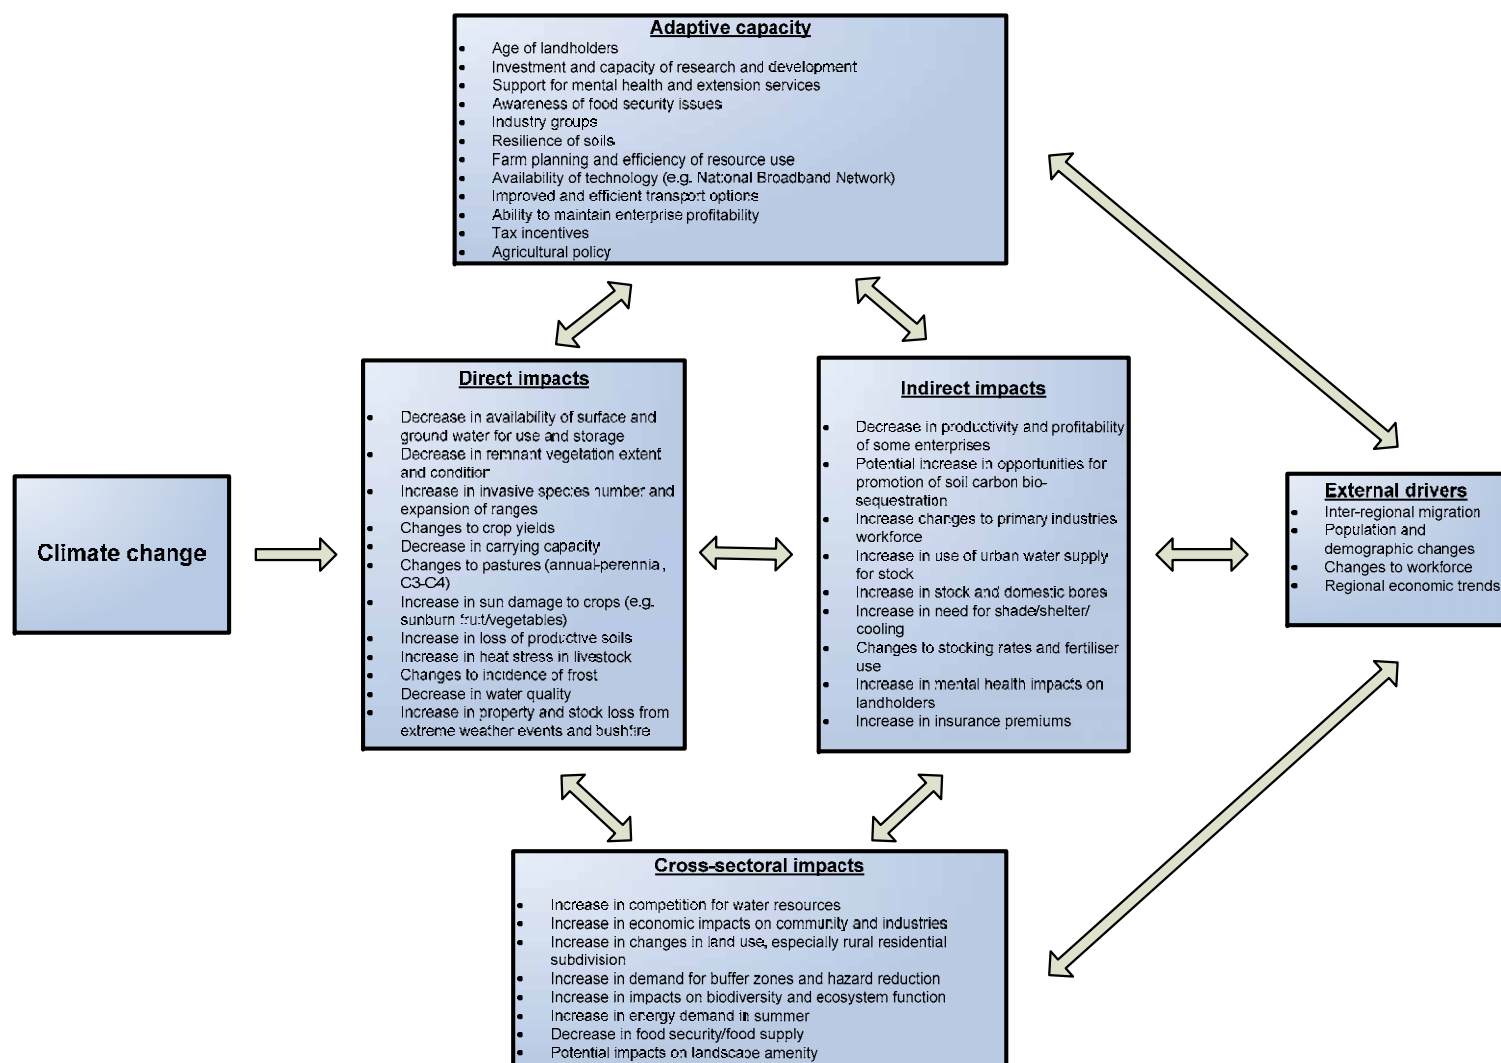 Adaptive capacity
• Age of landholders
• Investment and capacity of research and development
• Support for mental health and extension services
• Awareness of food security issues
• Industry groups
• Resilience of soils
• Farm planning and efficiency of resource use
• Availability of technology (e.g. National Broadband Network)
• Improved and efficient transport options
• Ability to maintain enterprise profitability
• Tax incentives
• Agricultural policy
Climate change
Direct impacts
• Decrease in availability of surface and
ground water for use and storage
• Decrease in remnant vegetation extent
and condition
• Increase in invasive species number and
expansion of ranges
• Changes to crop yields
• Decrease in carrying capacity
• Changes to pastures (annual-perennia,
C3-C4)
• Increase in sun damage to crops (e.g.
sunburn fruit/vegetables)
• Increase in loss of productive soils
• Increase in heat stress in livestock
• Changes to incidence of frost
• Decrease in water quality
• Increase in property and stock loss from
extreme weather events and bushfire
Indirect impacts
• Decrease in productivity and profitability
of some enterprises
• Potential increase in opportunities for
promotion of soil carbon bio-
sequestration
• Increase changes to primary industries
workforce
• Increase in use of urban water supply
for stock
• Increase in stock and domestic bores
• Increase in need for shade/shelter/
cooling
• Changes to stocking rates and fertiliser
use
• Increase in mental health impacts on
landholders
• Increase in insurance premiums
External drivers
• Inter-regional migration
• Population and
demographic changes
• Changes to workforce
• Regional economic trends
Cross-sectoral impacts
• Increase in competition for water resources
• Increase in economic impacts on community and industries
• Increase in changes in land use, especially rural residential
subdivision
• Increase in demand for buffer zones and hazard reduction
• Increase in impacts on biodiversity and ecosystem function
• Increase in energy demand in summer
• Decrease in food security/food supply
• Potential impacts on landscape amenity